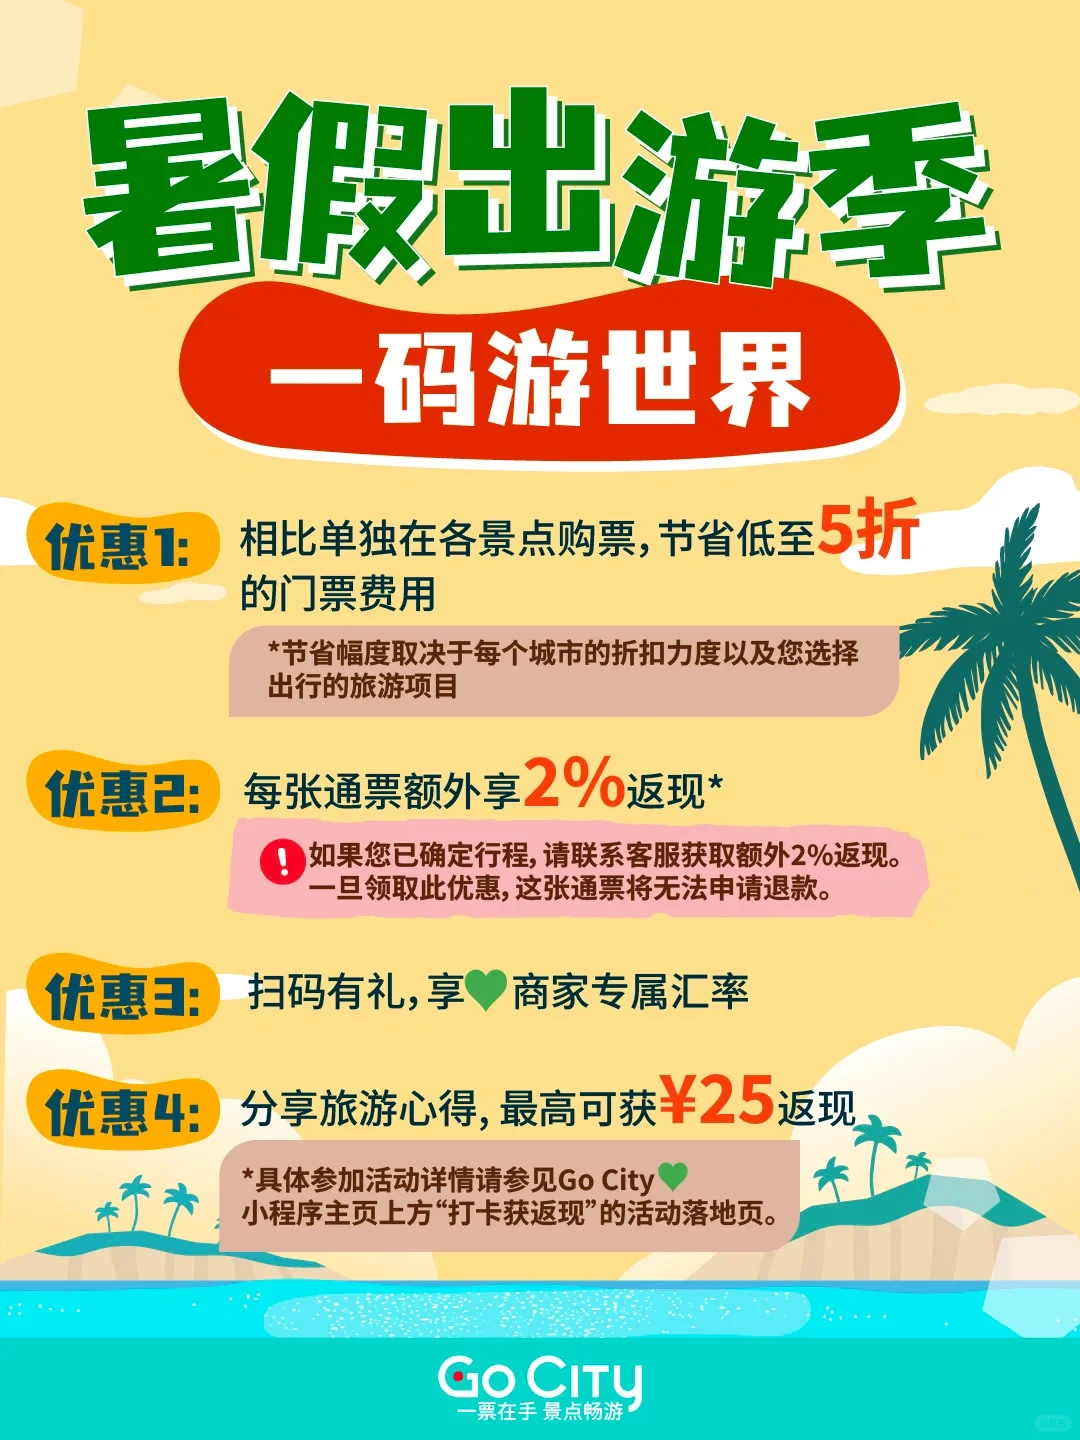 暑假出游季
一码游世界
优惠1:
相比单独在各景点购票，节省低至5折
的门票费用
*节省幅度取决于每个城市的折扣力度以及您选择
出行的旅游项目
优惠2:
每张通票额外享2%返现*
!如果您已确定行程，请联系客服获取额外2%返现。
一旦领取此优惠，这张通票将无法申请退款。
优惠3:
扫码有礼，享💚商家专属汇率
优惠4:
分享旅游心得，最高可获¥25返现
*具体参加活动详情请参见Go City💚
小程序主页上方“打卡获返现”的活动落地页。
GO CITY
一票在手 景点畅游